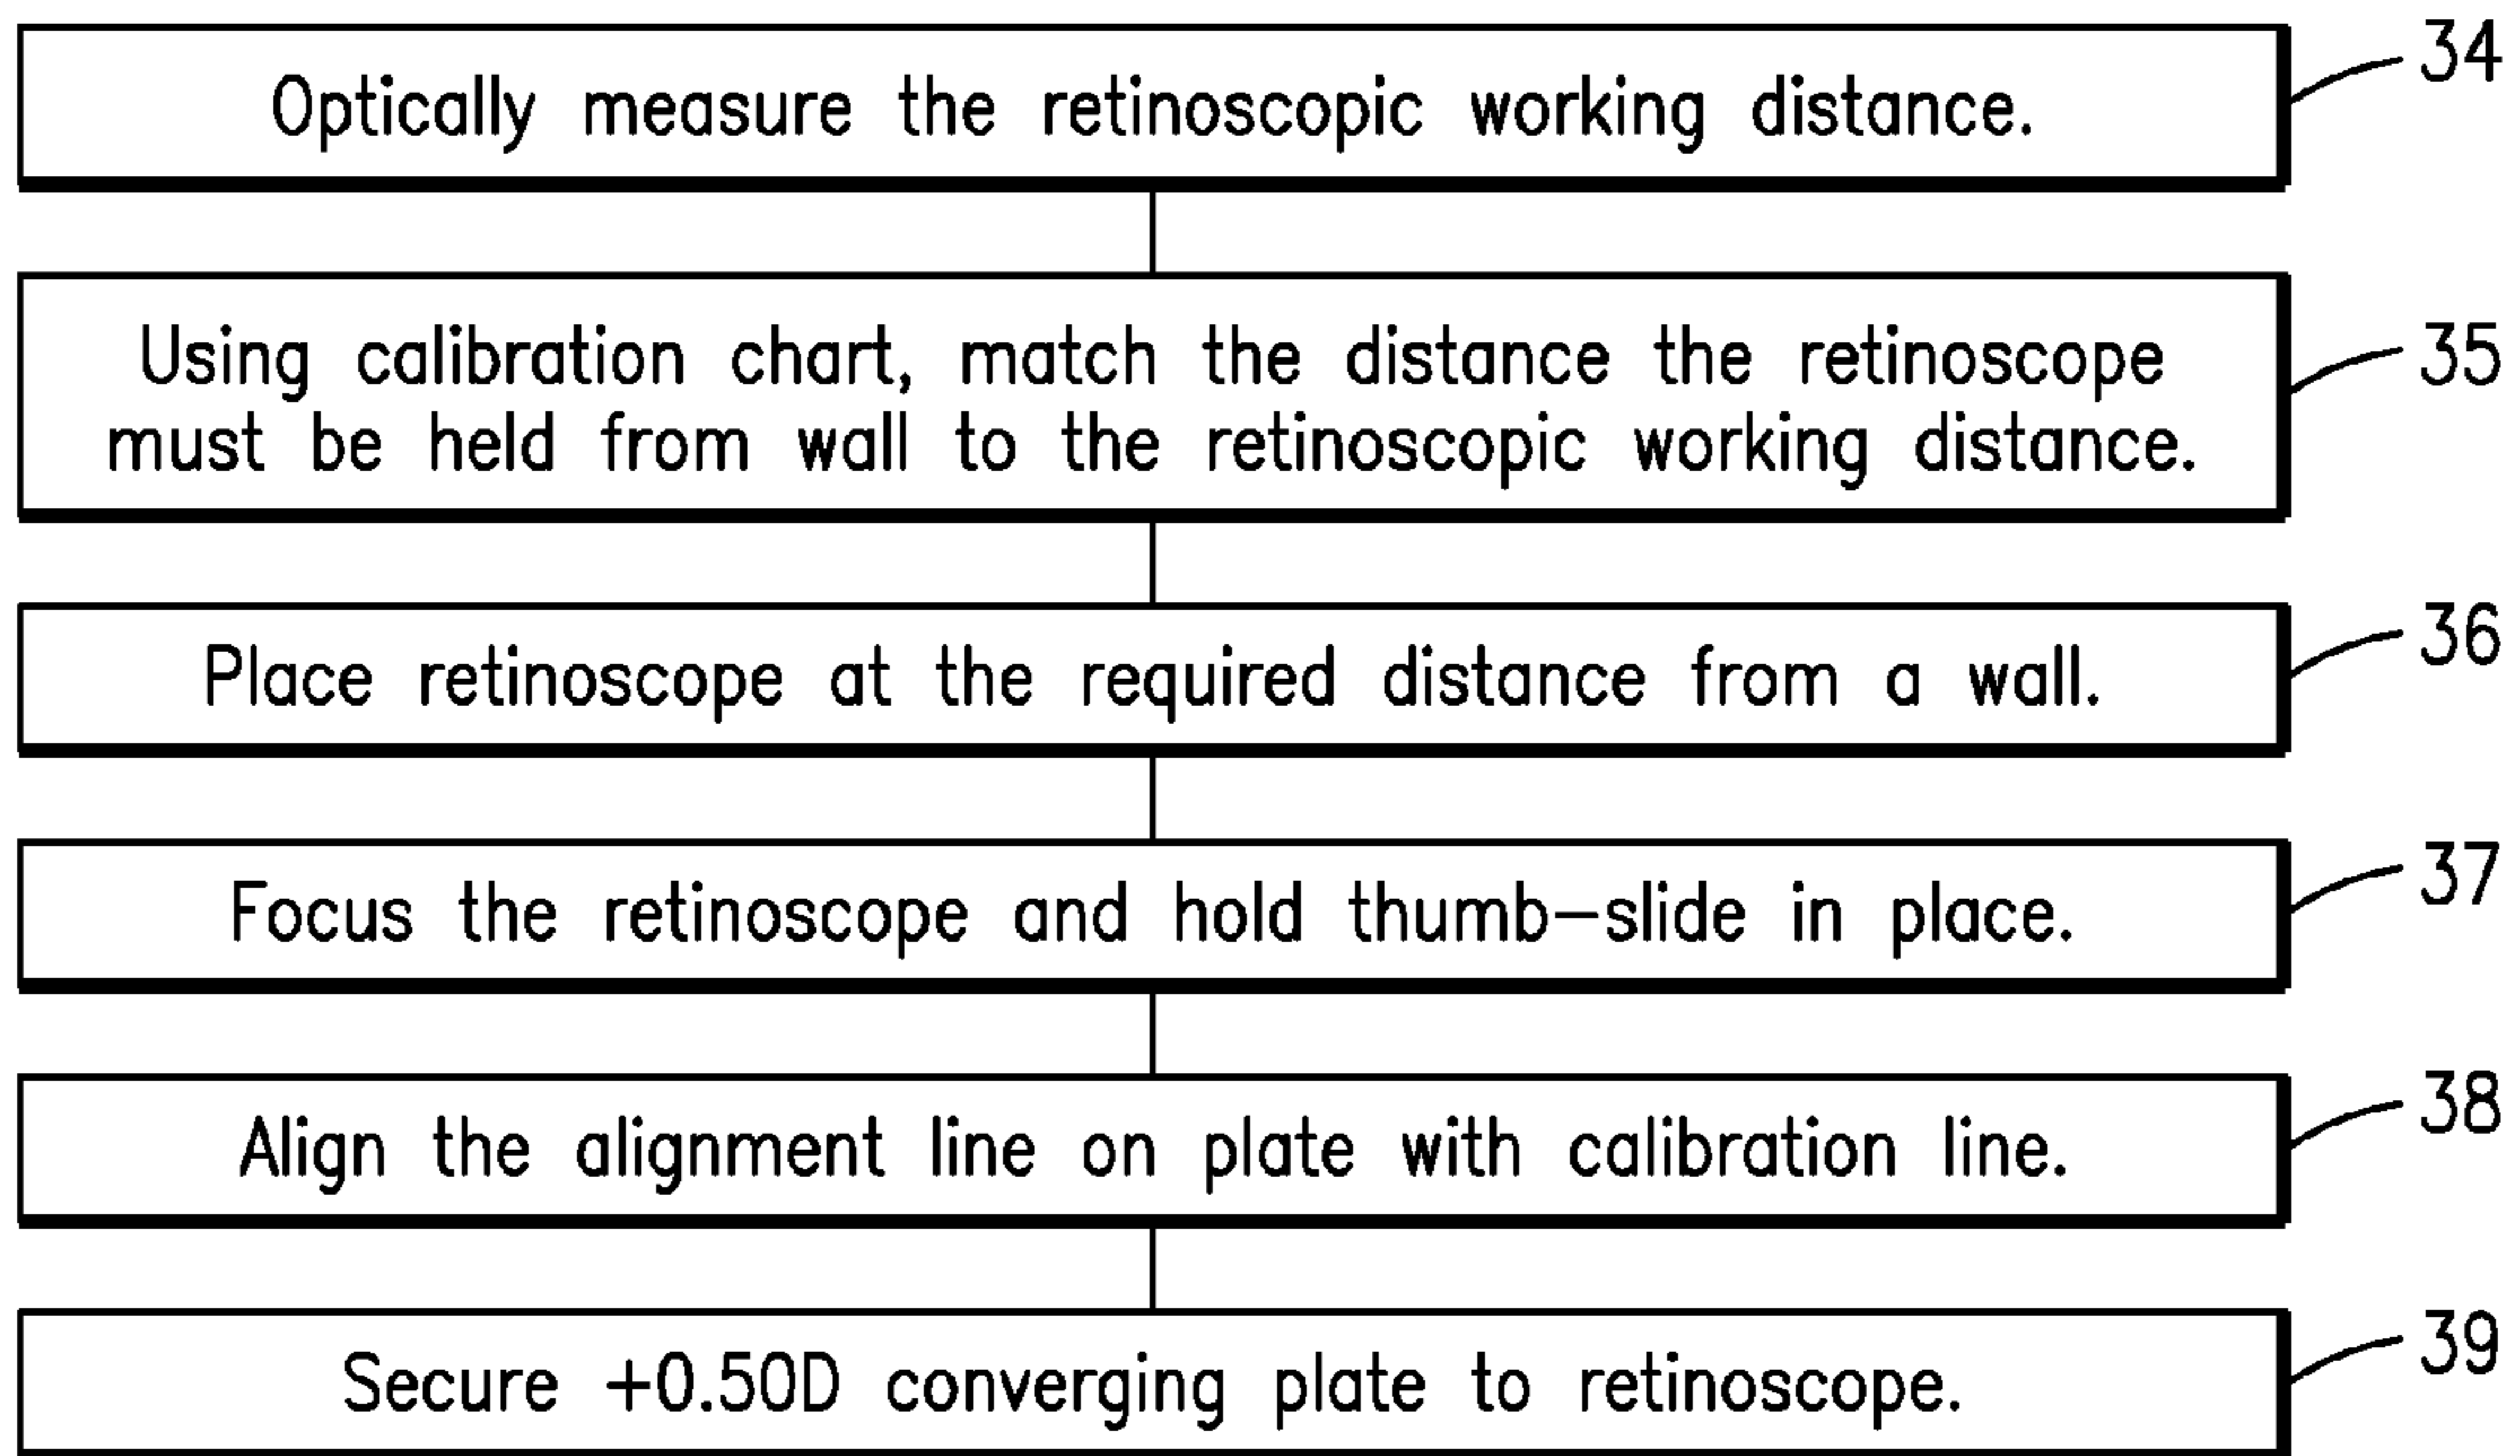 Optically measure the retinoscopic working distance.
34
Using calibration chart, match the distance the retinoscope
must be held from wall to the retinoscopic working distance.
35
Place retinoscope at the required distance from a wall.
36
Focus the retinoscope and hold thumb–slide in place.
37
Align the alignment line on plate with calibration line.
38
Secure +0.50D converging plate to retinoscope.
39